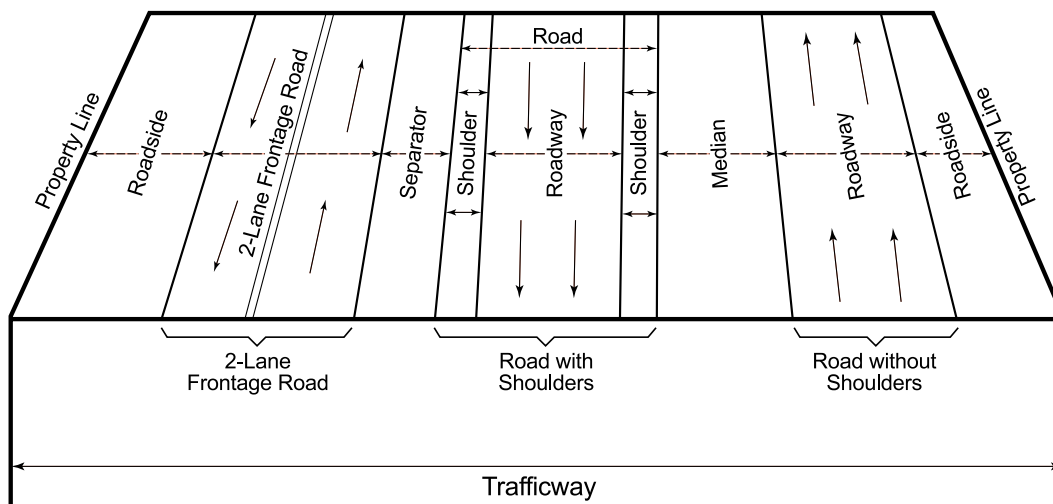 Road
Property Line
Roadside
2-Lane Frontage Road
Separator
Shoulder
Roadway
Shoulder
Median
Roadway
Roadside
Property Line
2-Lane
Frontage Road
Road with
Shoulders
Road without
Shoulders
Trafficway